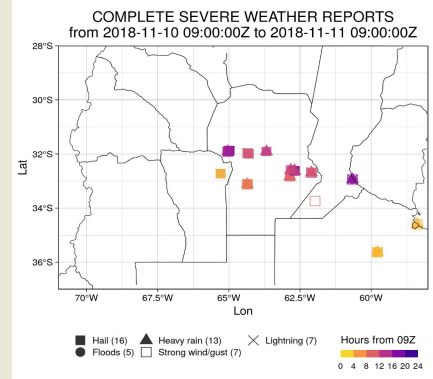 COMPLETE SEVERE WEATHER REPORTS
from 2018-11-10 09:00:00Z to 2018-11-11 09:00:00Z
28°S
30°S
32°S
34°S
36°S
Lat
70°W 67.5°W 65°W 62.5°W 60°W
Lon
Hail (16) Heavy rain (13) Lightning (7)
Floods (5) Strong wind/gust (7)
Hours from 09Z
0 4 8 12 16 20 24